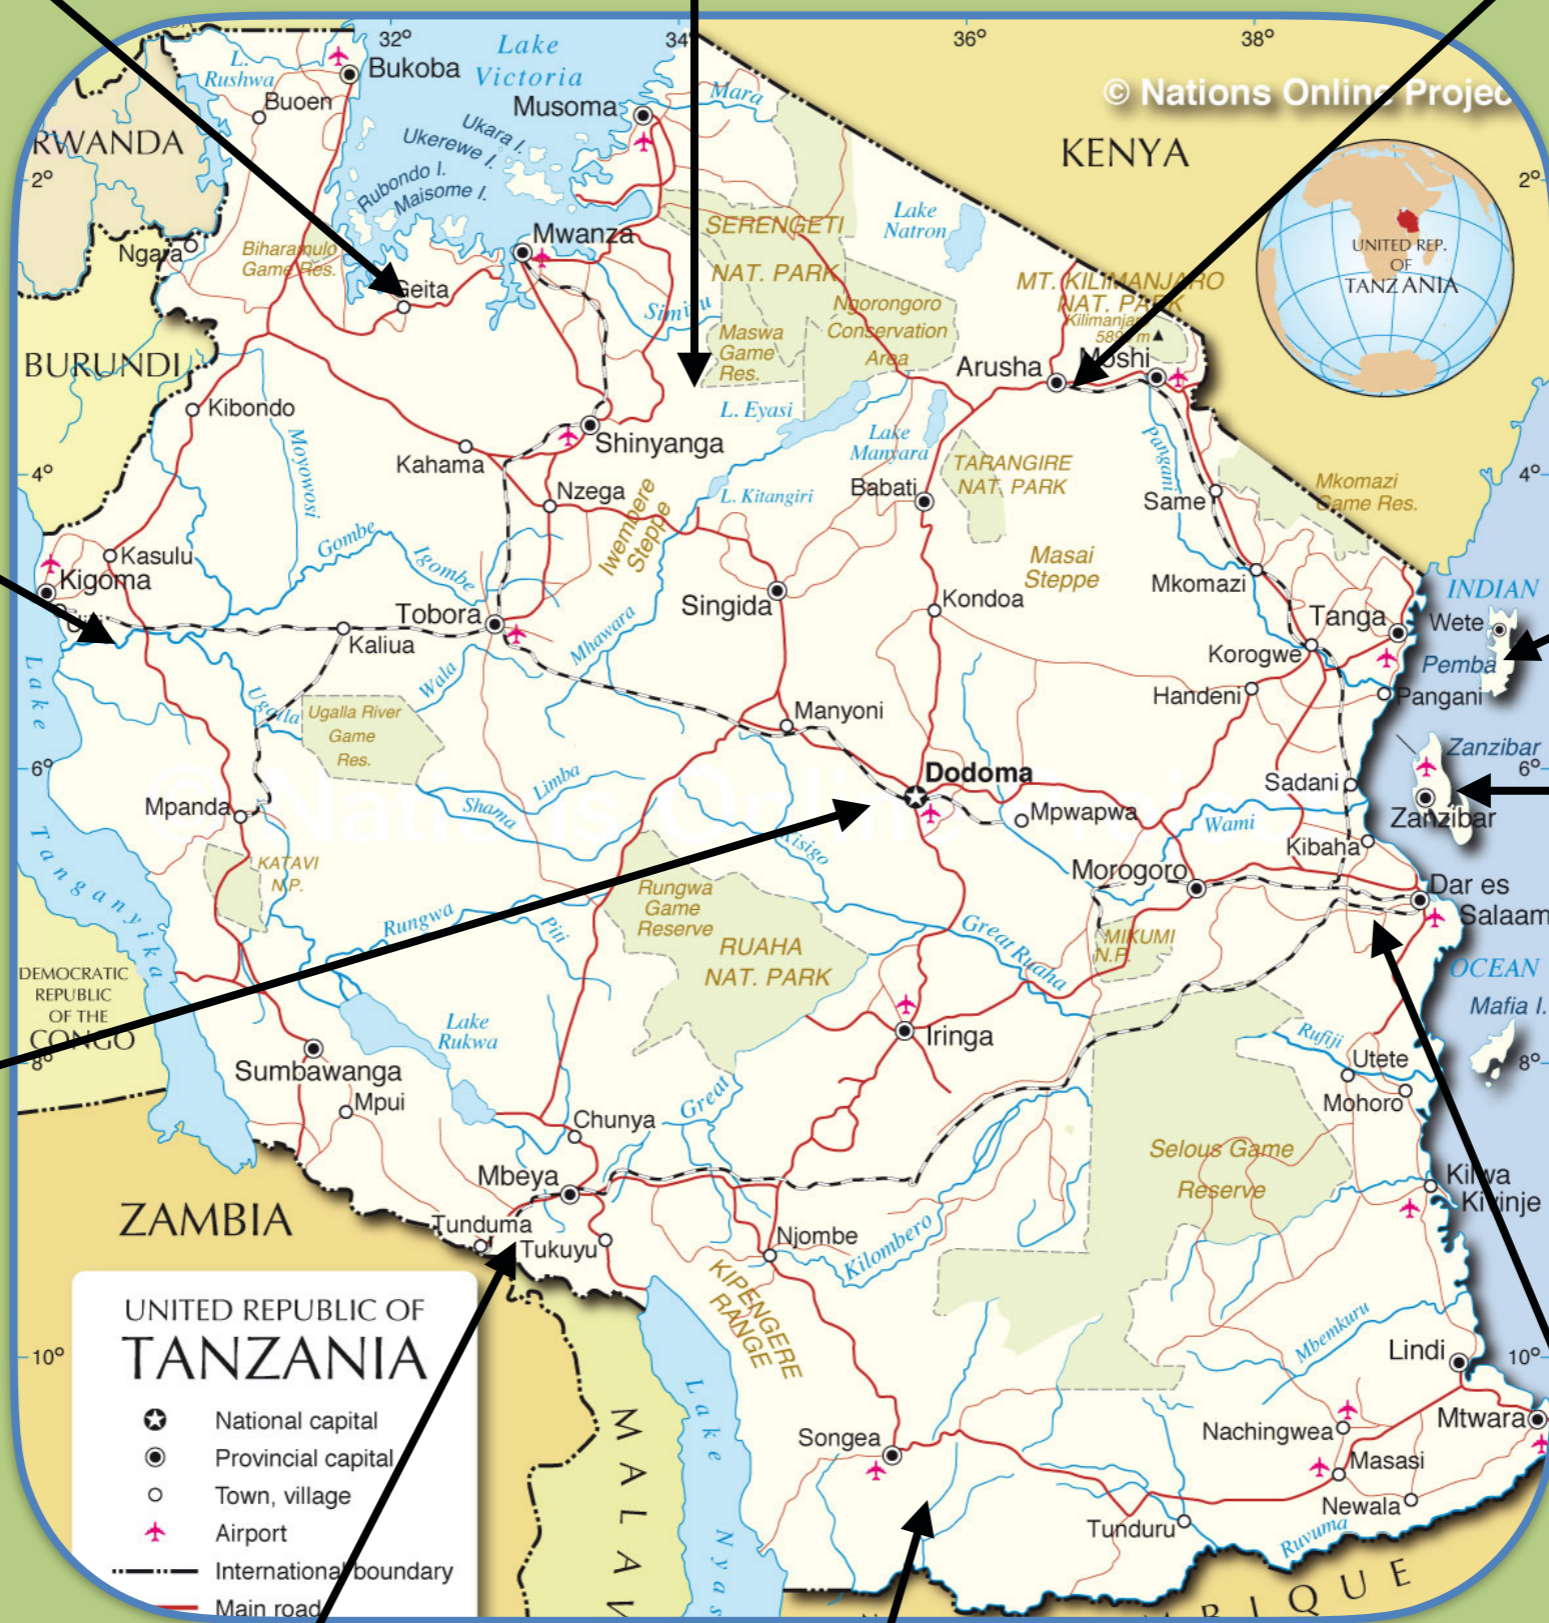 32°
34°
36°
38°
© Nations Online Projec
Lake
Victoria
L.
Rushwa
Bukoba
Buoen
Musoma
Mara
Ukara I.
Ukerewe I.
Rubondo I.
Maisome I.
RWANDA
KENYA
2°
2°
Ngara
Biharamulo
Game Res.
Mwanza
Geita
Simiyu
SERENGETI
NAT. PARK
Lake
Natron
Ngorongoro
Conservation
Area
Maswa
Game
Res.
MT. KILIMANJARO
NAT. PARK
Arusha
Moshi
UNITED REP.
OF
TANZANIA
BURUNDI
Kibondo
Moyowosi
Kahama
Shinyanga
L. Eyasi
Lake
Manyara
Pangani
4°
4°
Nzega
L. Kitangiri
Babati
TARANGIRE
NAT. PARK
Same
Mkomazi
Game Res.
Iwembere
Steppe
Masai
Steppe
Kasulu
Kigoma
Gombe
Igombe
Tobora
Kaliua
Mhawara
Singida
Kondoa
Mkomazi
Tanga
INDIAN
Wete
Pemba
Korogwe
Handeni
Pangani
Lake
Tanganyika
Ugalla
Wala
Ugalla River
Game
Res.
Manyoni
Zanzibar
6°
Sadani
Zanzibar
Mpanda
Shama
Limba
Dodoma
Mpwapwa
Wami
Kibaha
Kisigo
Morogoro
Dar es
Salaam
KATAVI
N.P.
Rungwa
Piti
Rungwa
Game
Reserve
RUAHA
NAT. PARK
Great Ruaha
MIKUMI
N.P.
OCEAN
Mafia I.
DEMOCRATIC
REPUBLIC
OF THE
CONGO
8°
8°
Lake
Rukwa
Iringa
Rufiji
Utete
Mohoro
Sumbawanga
Mpui
Chunya
Great
Mbeya
Selous Game
Reserve
Kilwa
Kivinje
ZAMBIA
Tunduma
Tukuyu
Njombe
Kilombero
KIPENGERE
RANGE
10°
10°
Mbemkuru
Lindi
Mtwara
Nachingwea
Masasi
Newala
Songea
Tunduru
Ruvuma
MALAW
Lake
Nyas
BIQUE
UNITED REPUBLIC OF
TANZANIA
National capital
Provincial capital
Town, village
Airport
International boundary
Main road